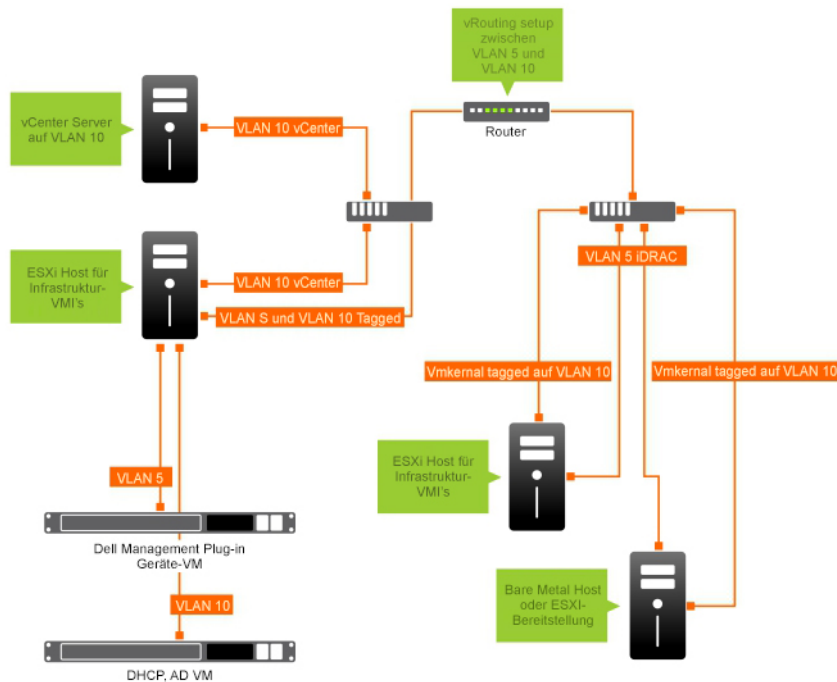 vRouting setup
zwischen
VLAN 5 und
VLAN 10
Router
vCenter Server
auf VLAN 10
VLAN 10 vCenter
ESXi Host für
Infrastruktur-
VMI's
VLAN 10 vCenter
VLAN S und VLAN 10 Tagged
VLAN 5 iDRAC
Vmkernal tagged auf VLAN 10
Vmkernal tagged auf VLAN 10
ESXi Host für
Infrastruktur-
VMI's
VLAN 5
Dell Management Plug-in
Geräte-VM
Bare Metal Host
oder ESXI-
Bereitstellung
VLAN 10
DHCP, AD VM